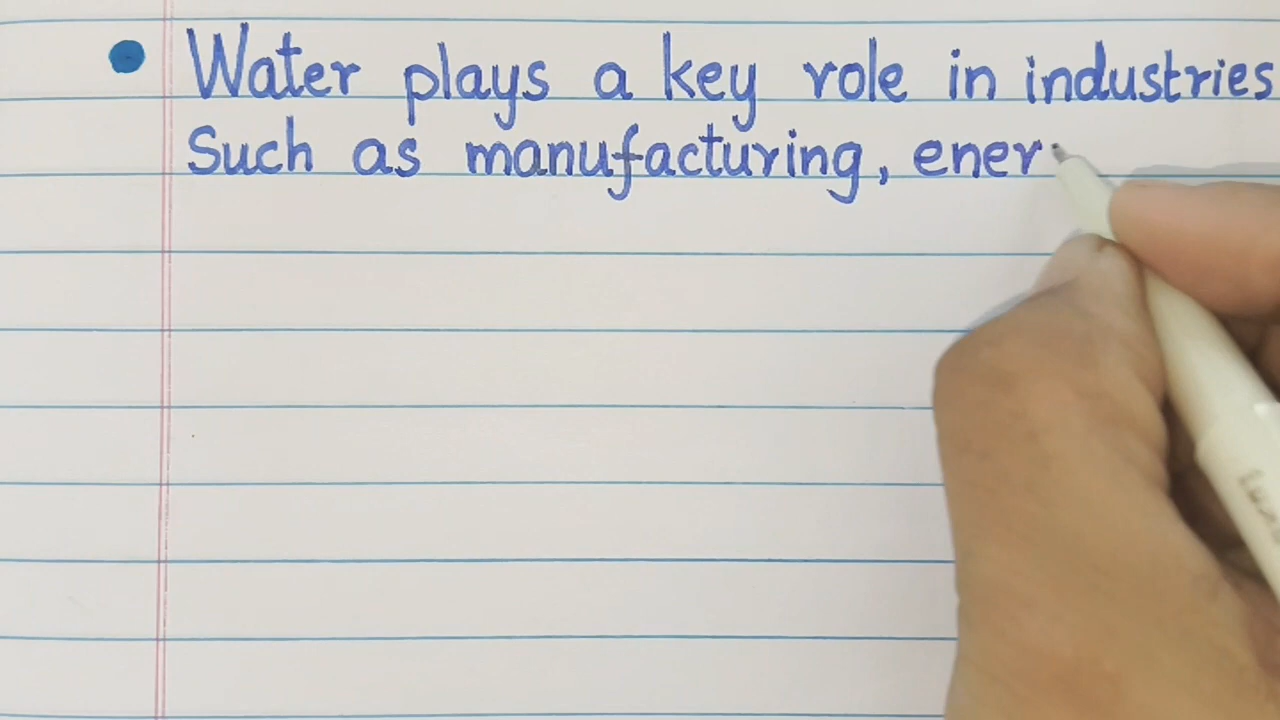 Water plays a key role in industries
Such as manufacturing, ener